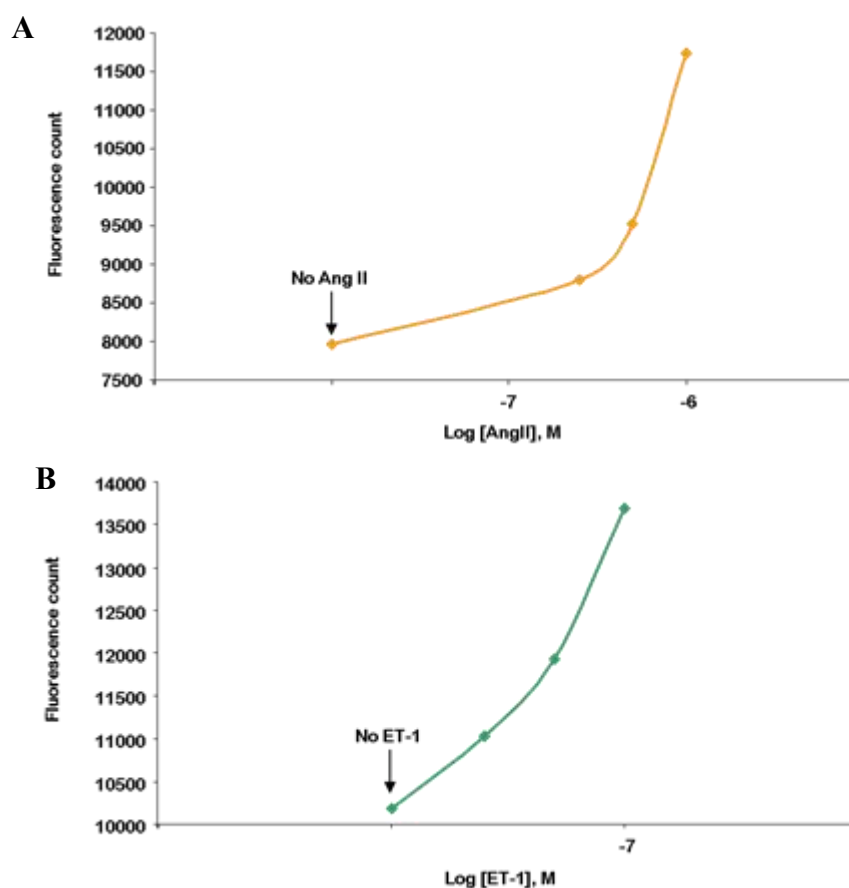 A
12000
11500
11000
10500
10000
9500
9000
8500
8000
7500
Fluorescence count
No Ang II
-7
-6
Log [AngII], M
B
14000
13500
13000
12500
12000
11500
11000
10500
10000
Fluorescence count
No ET-1
-7
Log [ET-1], M